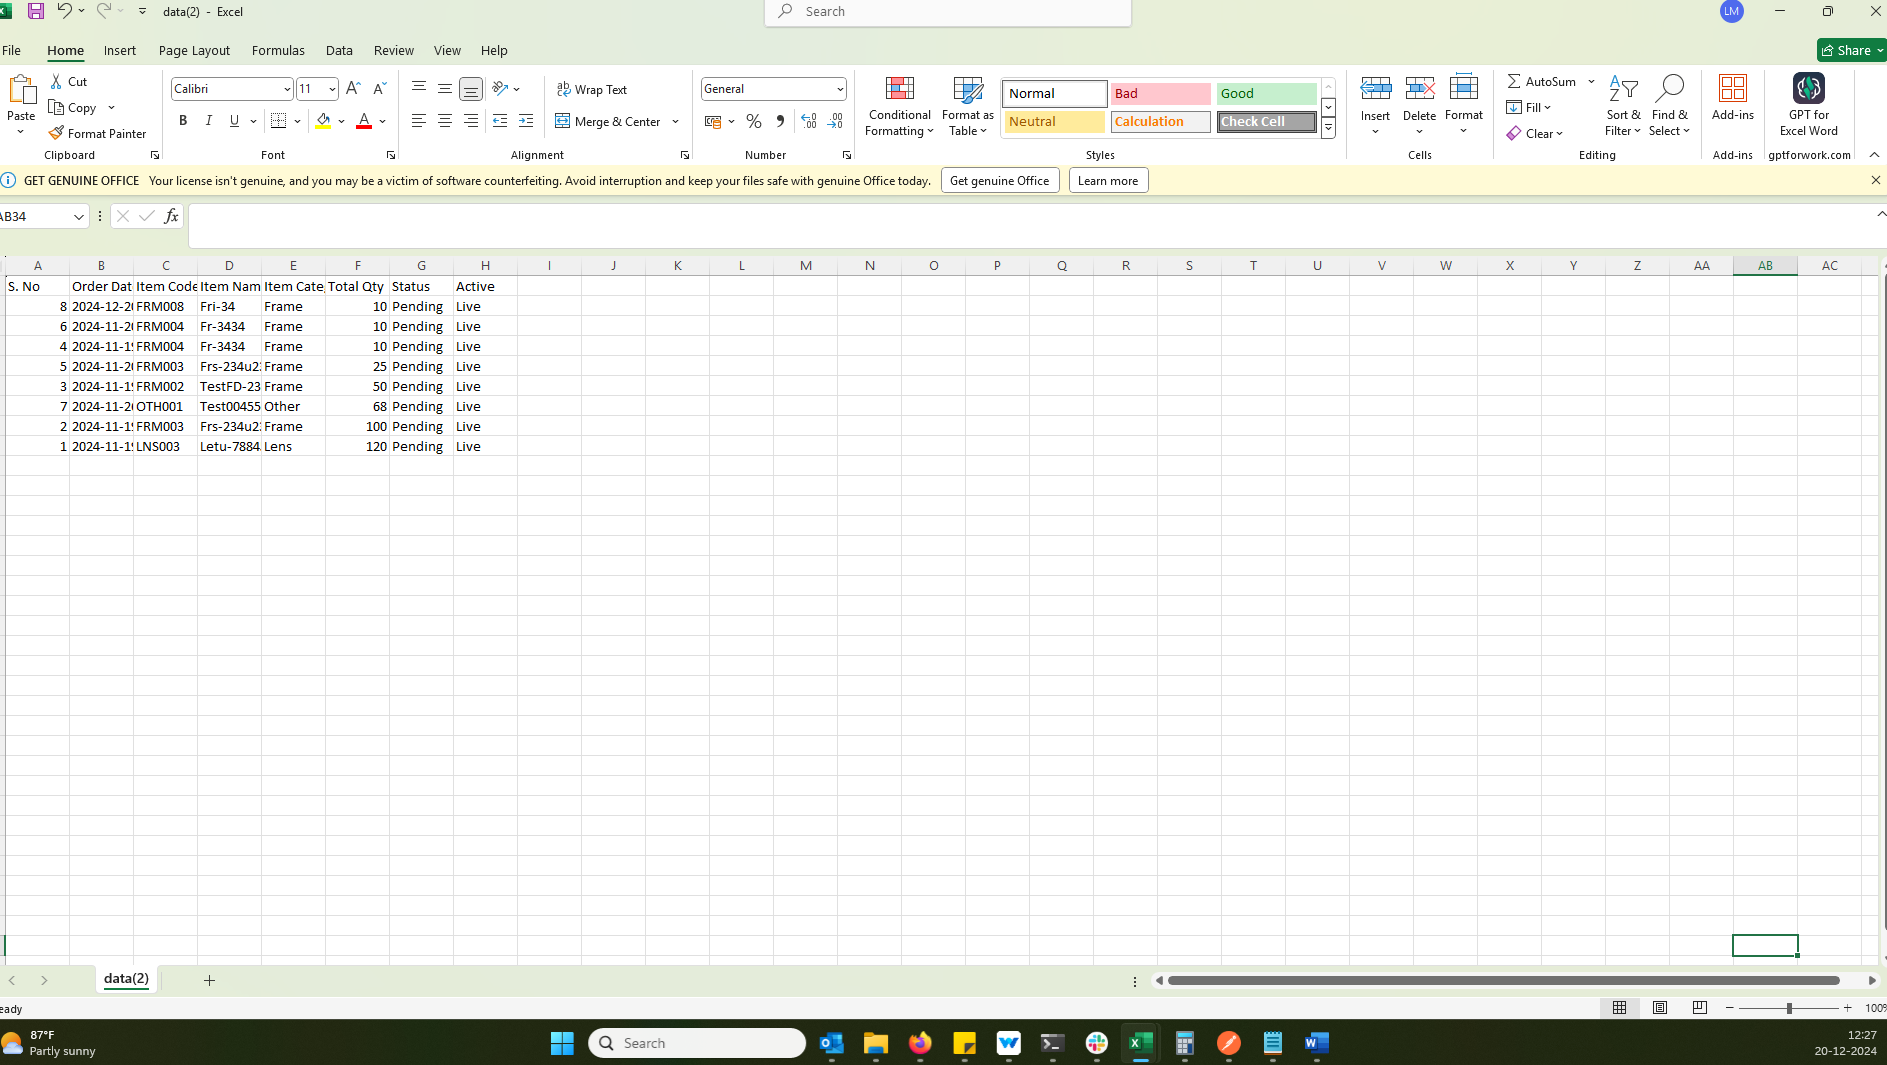 data(2) - Excel
Search
LM
File Home Insert Page Layout Formulas Data Review View Help
Share
Paste
Cut
Copy
Format Painter
Clipboard
Calibri 11
B I U
Font
Wrap Text
Merge & Center
Alignment
General
Number
Conditional Formatting
Format as Table
Normal Bad Good
Neutral Calculation Check Cell
Styles
Insert Delete Format
Cells
AutoSum
Fill
Clear
Sort & Filter
Find & Select
Editing
Add-ins
Add-ins
GPT for Excel Word
gptforwork.com
GET GENUINE OFFICE Your license isn't genuine, and you may be a victim of software counterfeiting. Avoid interruption and keep your files safe with genuine Office today. Get genuine Office Learn more
AB34 fx
A B C D E F G H I J K L M N O P Q R S T U V W X Y Z AA AB AC
S. No Order Dat Item Code Item Nam Item Cate Total Qty Status Active
8 2024-12-20 FRM008 Fri-34 Frame 10 Pending Live
6 2024-11-20 FRM004 Fr-3434 Frame 10 Pending Live
4 2024-11-19 FRM004 Fr-3434 Frame 10 Pending Live
5 2024-11-20 FRM003 Frs-234u2 Frame 25 Pending Live
3 2024-11-19 FRM002 TestFD-23 Frame 50 Pending Live
7 2024-11-20 OTH001 Test00455 Other 68 Pending Live
2 2024-11-19 FRM003 Frs-234u2 Frame 100 Pending Live
1 2024-11-19 LNS003 Letu-7884 Lens 120 Pending Live
data(2)
eady
100%
87°F
Partly sunny
Search
12:27
20-12-2024